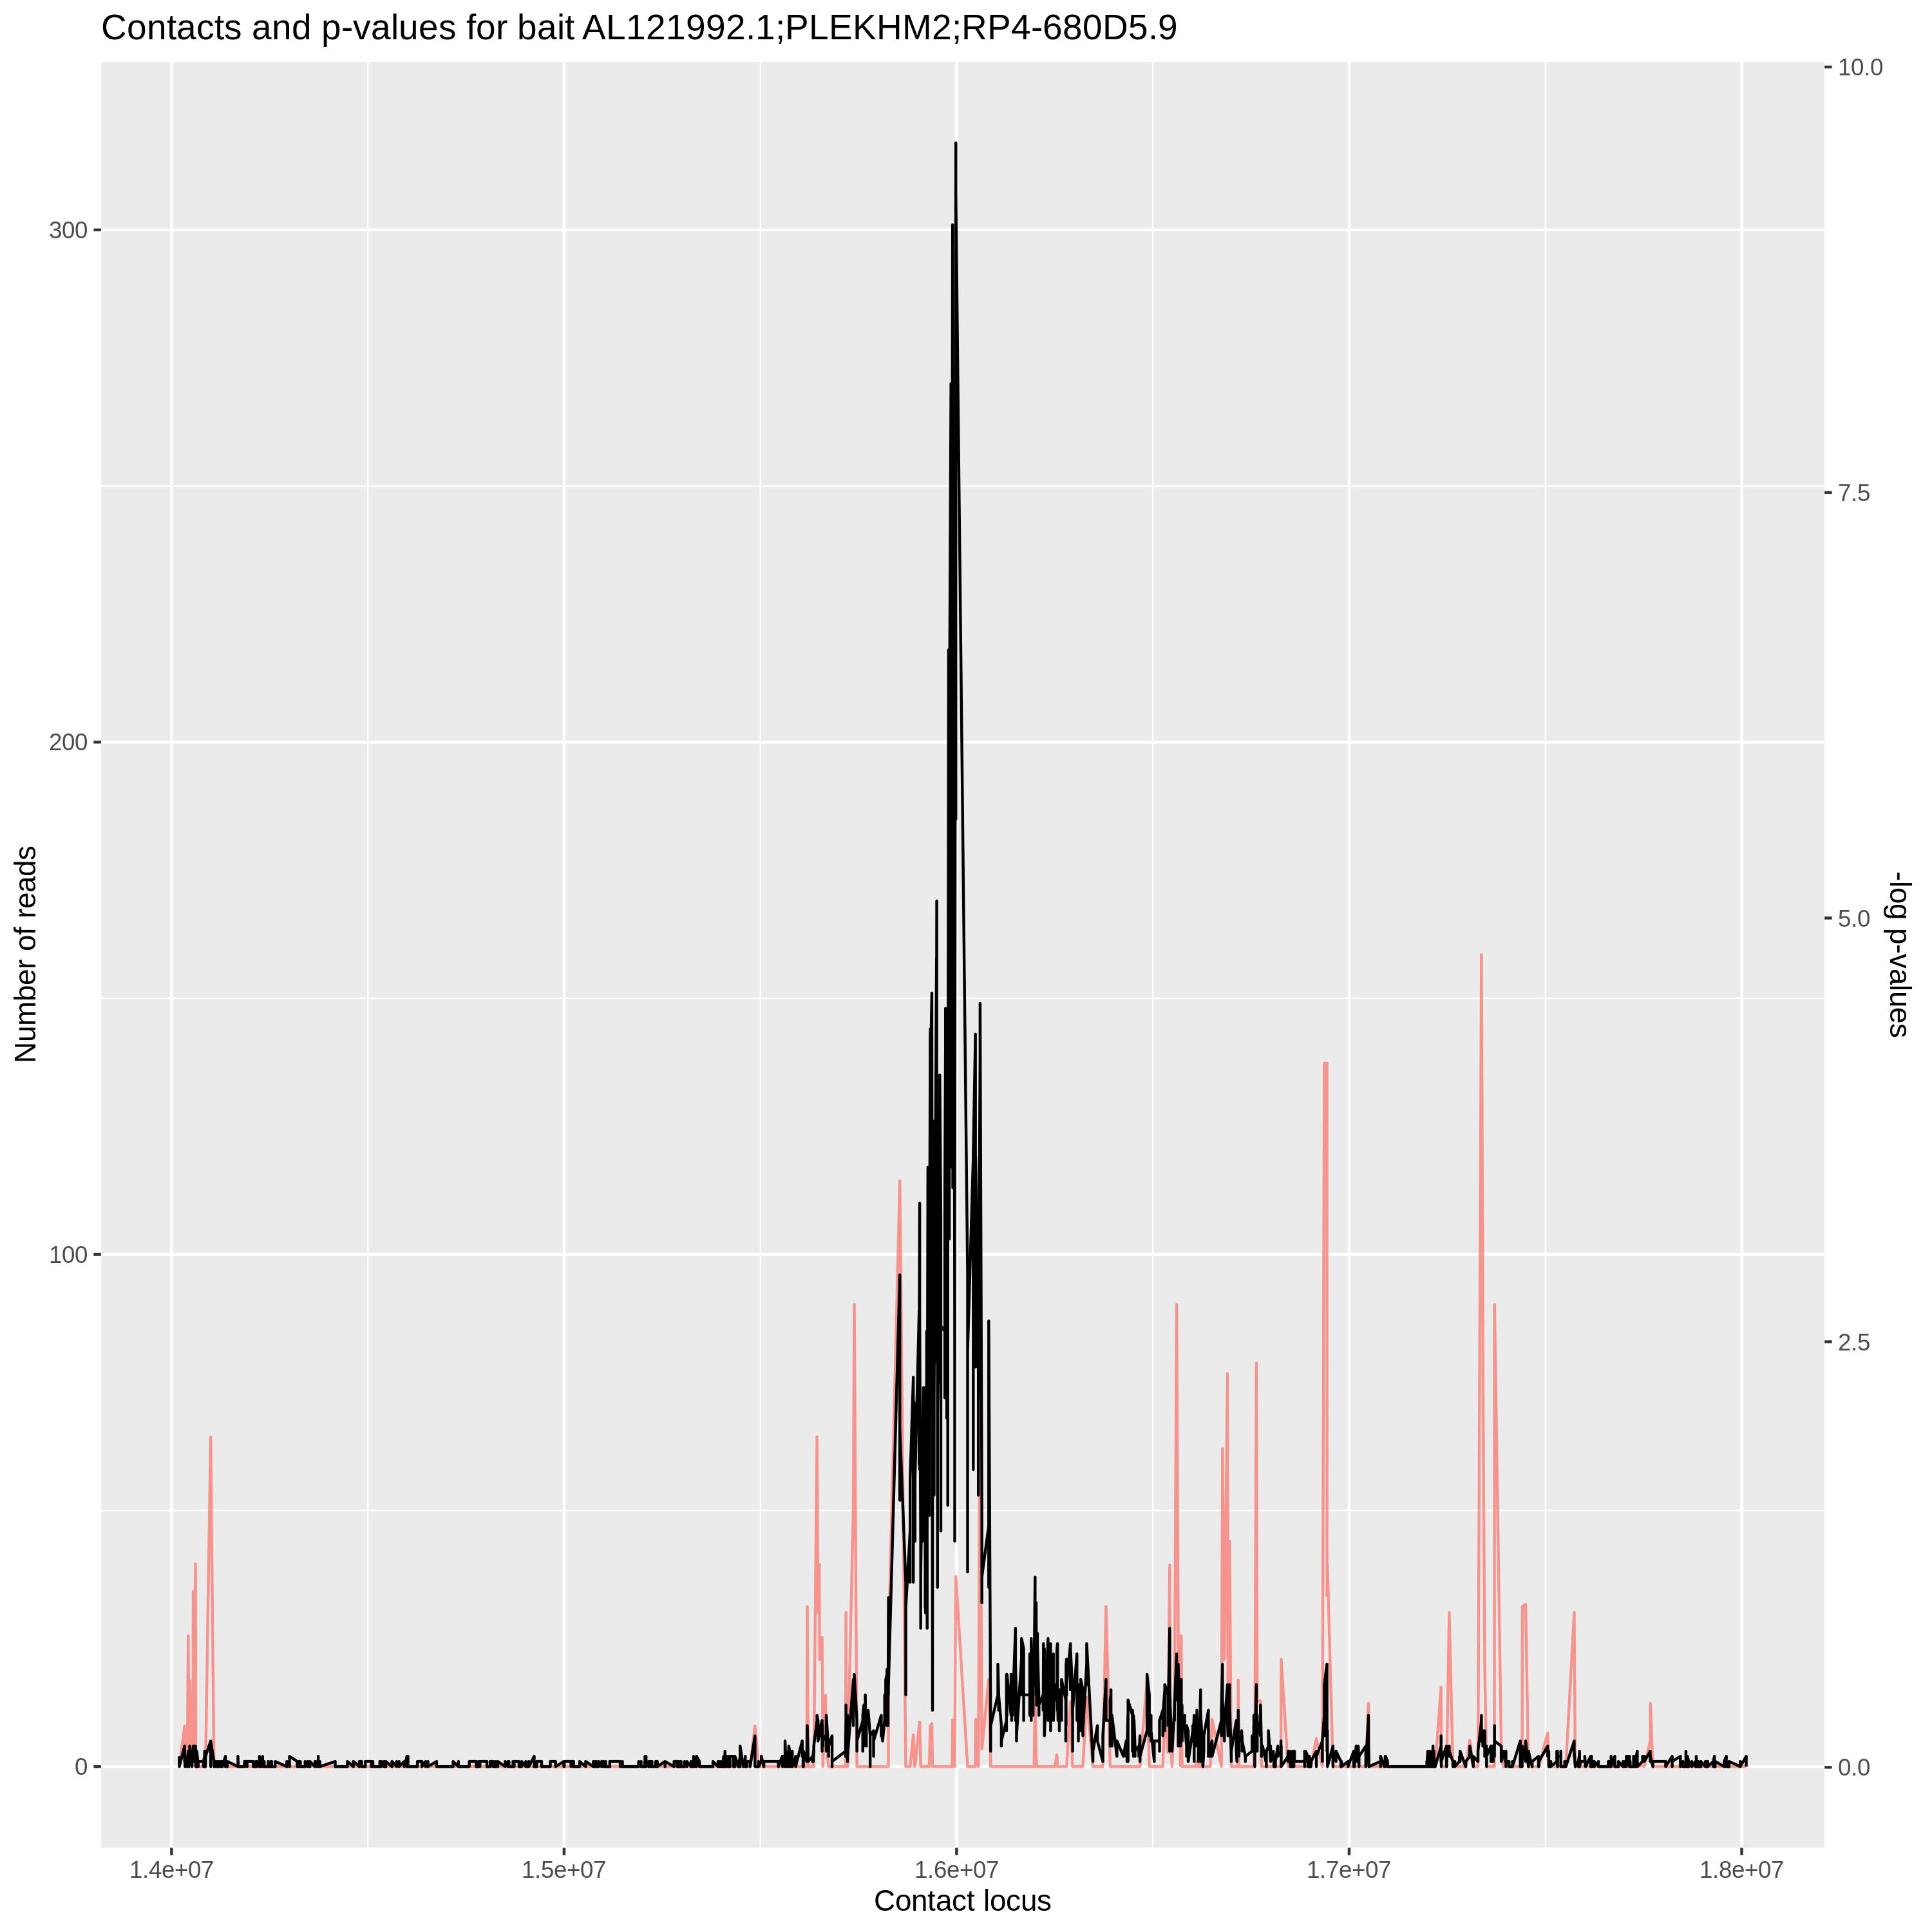 Contacts and p-values for bait AL121992.1;PLEKHM2;RP4-680D5.9
Number of reads
300
200
100
0
10.0
7.5
5.0
2.5
0.0
-log p-values
1.4e+07
1.5e+07
1.6e+07
1.7e+07
1.8e+07
Contact locus